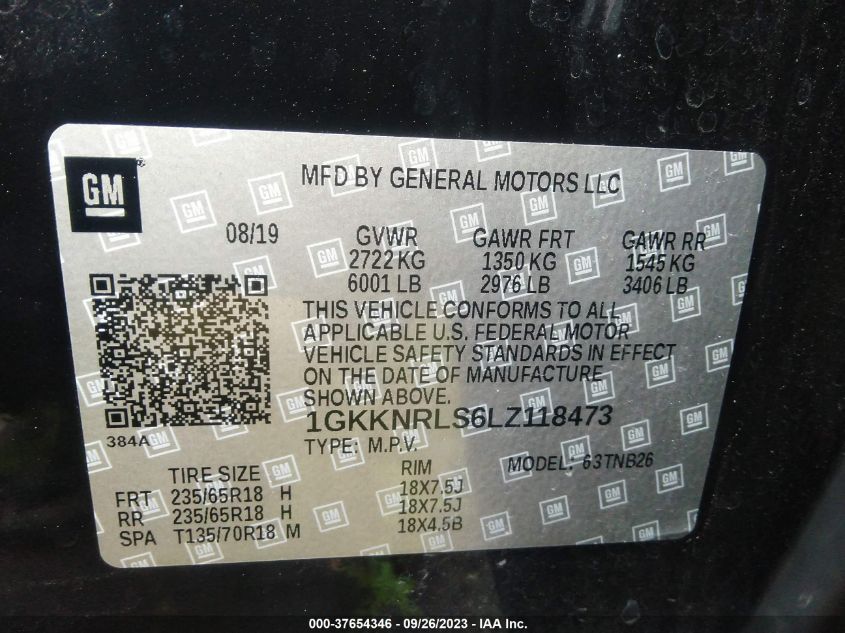 GM
MFD BY GENERAL MOTORS LLC
08/19 GVWR GAWR FRT GAWR RR
2722 KG 1350 KG 1545 KG
6001 LB 2976 LB 3406 LB
THIS VEHICLE CONFORMS TO ALL
APPLICABLE U.S. FEDERAL MOTOR
VEHICLE SAFETY STANDARDS IN EFFECT
ON THE DATE OF MANUFACTURE
SHOWN ABOVE.
1GKKNRLS6LZ118473
384A
TYPE: M.P.V. MODEL: 63TNB26
TIRE SIZE RIM
FRT 235/65R18 H 18X7.5J
RR 235/65R18 H 18X7.5J
SPA T135/70R18 M 18X4.5B
000-37654346 - 09/26/2023 - IAA Inc.